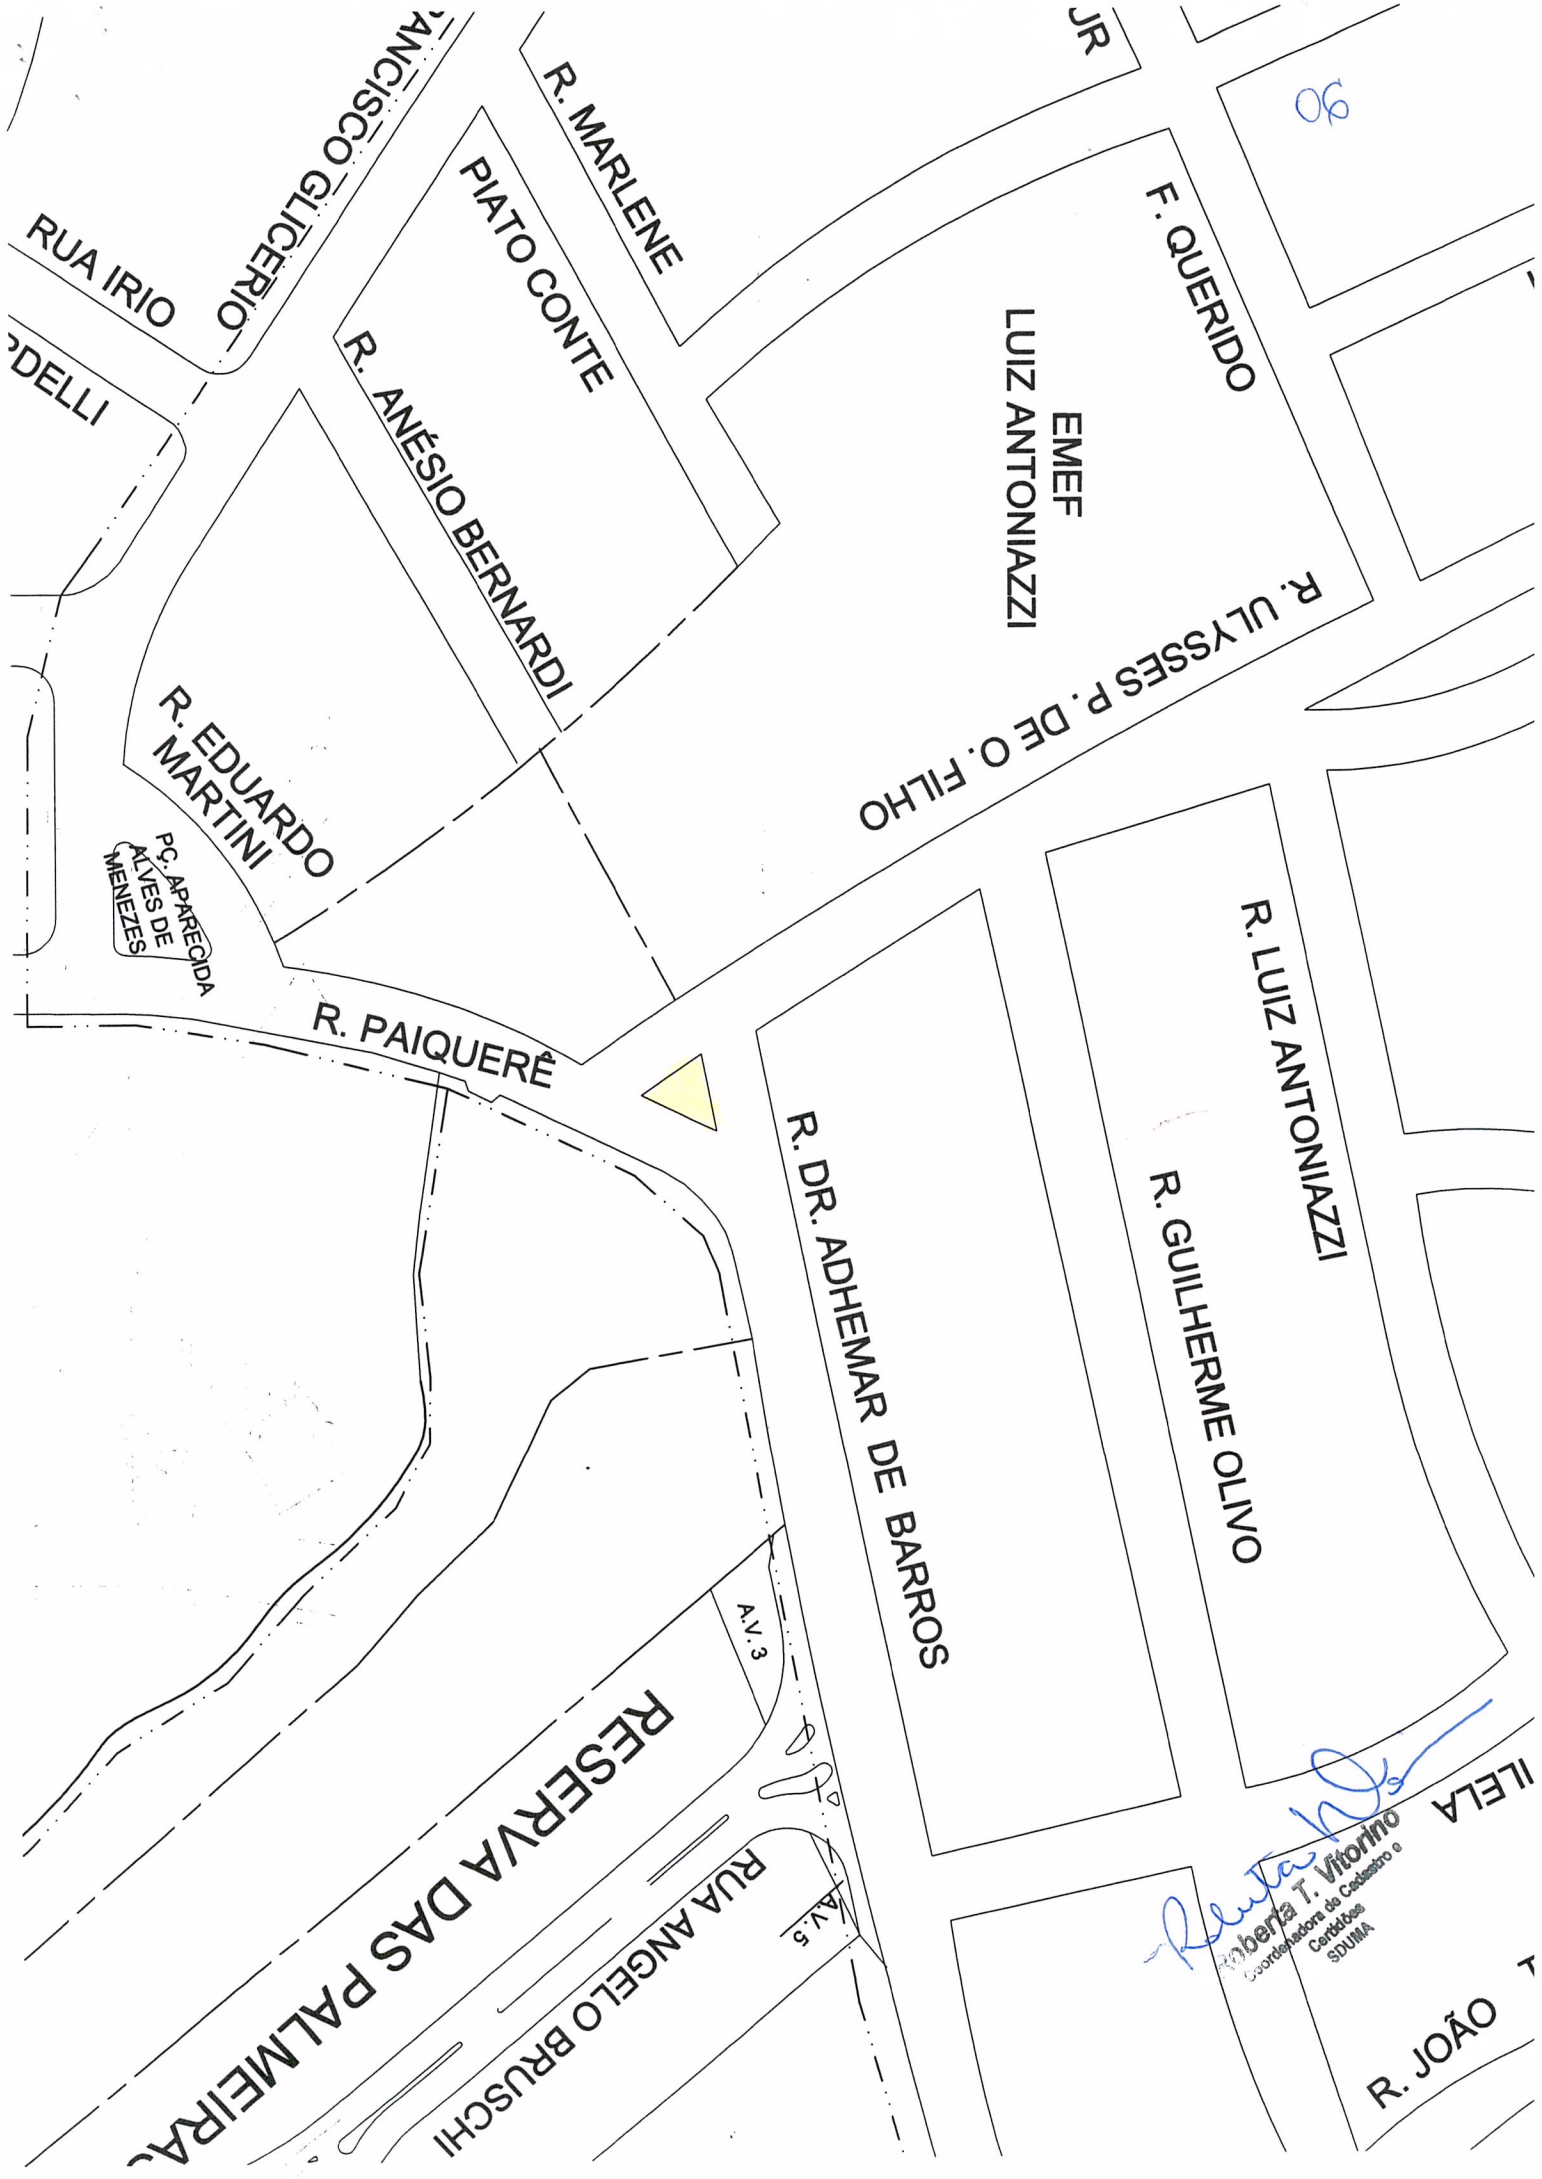 06
JR
ANCISCO GLICERIO
R. MARLENE
PIATO CONTE
F. QUERIDO
RUA IRIO
DELLI
R. ANÉSIO BERNARDI
EMEF
LUIZ ANTONIAZZI
R. ULYSSES P. DE O. FILHO
R. EDUARDO
MARTINI
PÇ. APARECIDA
ALVES DE
MENEZES
R. PAIQUERÊ
R. LUIZ ANTONIAZZI
R. GUILHERME OLIVO
R. DR. ADHEMAR DE BARROS
A.V. 3
RESERVA DAS PALMEIRA
RUA ANGELO BRUSCHI
A.V. 5
ILELA
Roberta T. Vitorino
Coordenadora de Cadastro e
Certidões
SDUMA
R. JOÃO T